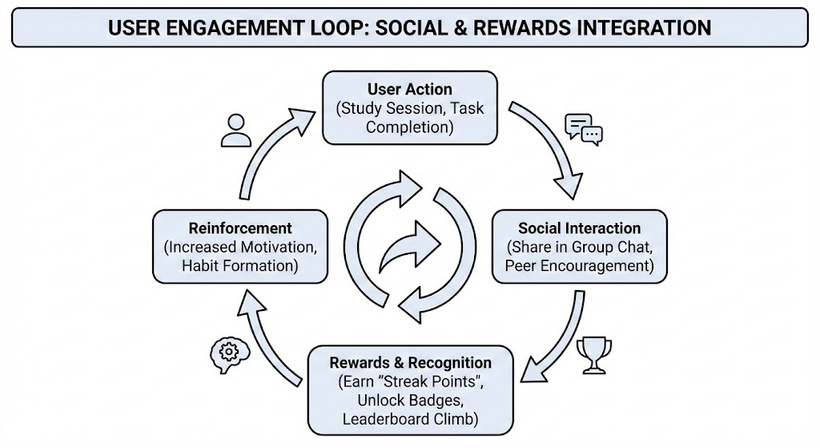 USER ENGAGEMENT LOOP: SOCIAL & REWARDS INTEGRATION
User Action
(Study Session, Task
Completion)
Social Interaction
(Share in Group Chat,
Peer Encouragement)
Rewards & Recognition
(Earn “Streak Points",
Unlock Badges,
Leaderboard Climb)
Reinforcement
(Increased Motivation,
Habit Formation)